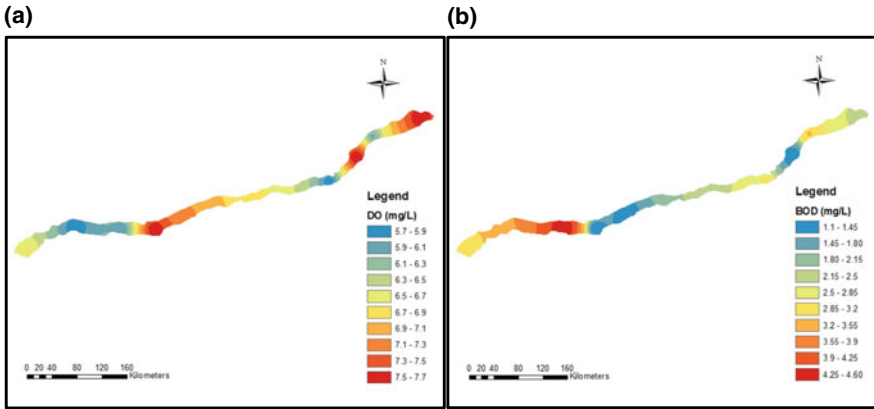 (a)
N
Legend
DO (mg/L)
5.7 - 5.9
5.9 - 6.1
6.1 - 6.3
6.3 - 6.5
6.5 - 6.7
6.7 - 6.9
6.9 - 7.1
7.1 - 7.3
7.3 - 7.5
7.5 - 7.7
0 20 40 80 120 160
Kilometers
(b)
N
Legend
BOD (mg/L)
1.1 - 1.45
1.45 - 1.80
1.80 - 2.15
2.15 - 2.5
2.5 - 2.85
2.85 - 3.2
3.2 - 3.55
3.55 - 3.9
3.9 - 4.25
4.25 - 4.60
0 20 40 80 120 160
Kilometers